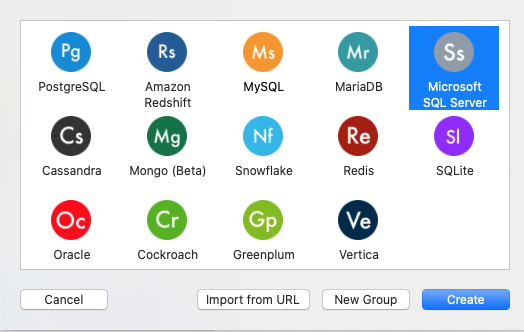 Pg Rs Ms Mr Ss
PostgreSQL Amazon Redshift MySQL MariaDB Microsoft SQL Server
Cs Mg Nf Re Sl
Cassandra Mongo (Beta) Snowflake Redis SQLite
Oc Cr Gp Ve
Oracle Cockroach Greenplum Vertica
Cancel Import from URL New Group Create